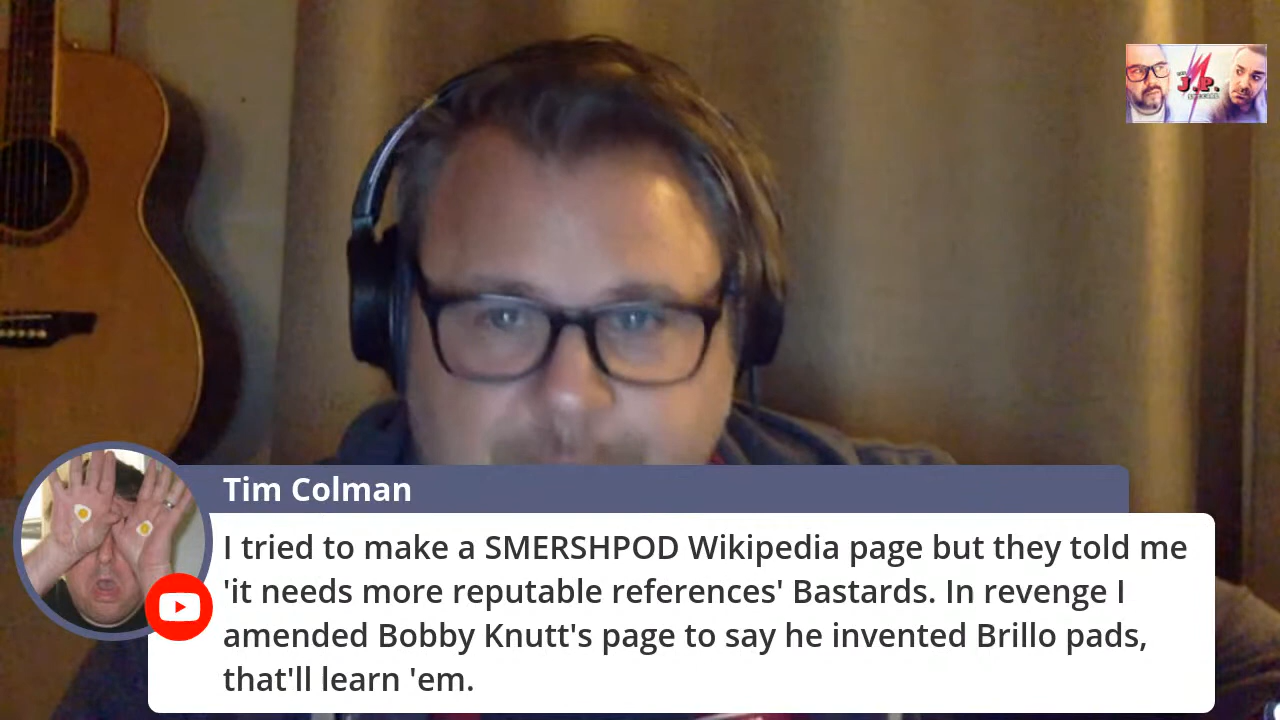 J.P.
Tim Colman
I tried to make a SMERSHPOD Wikipedia page but they told me
'it needs more reputable references' Bastards. In revenge I
amended Bobby Knutt's page to say he invented Brillo pads,
that'll learn 'em.